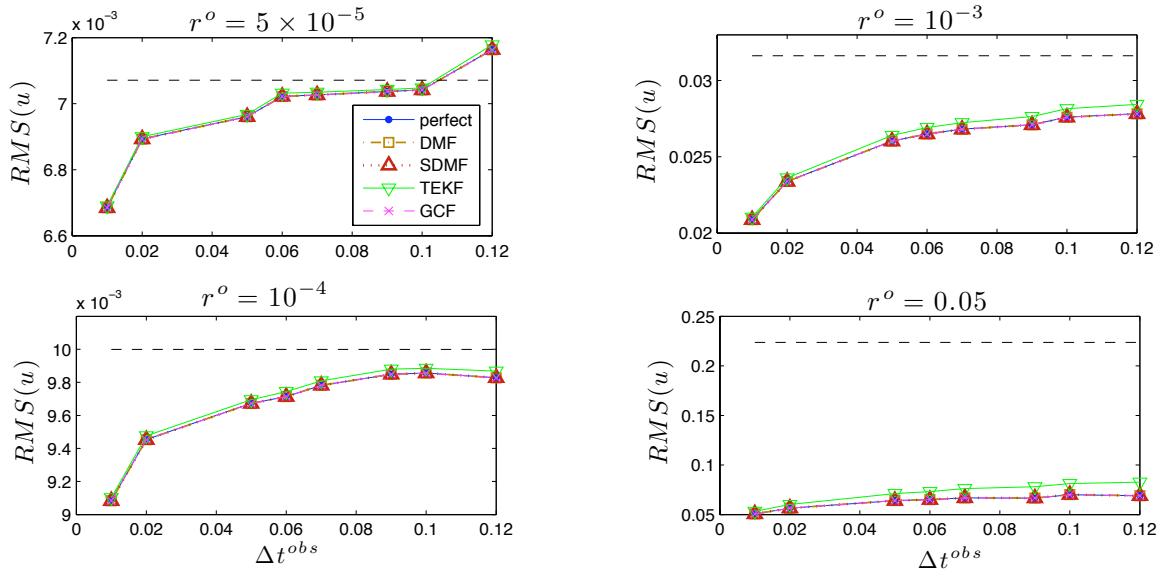 r^o = 5 × 10^{-5}
x 10^{-3}
7.2
7
6.8
6.6
RMS(u)
0
0.02
0.04
0.06
0.08
0.1
0.12
perfect
DMF
SDMF
TEKF
GCF
r^o = 10^{-3}
0.03
0.025
0.02
RMS(u)
0
0.02
0.04
0.06
0.08
0.1
0.12
r^o = 10^{-4}
x 10^{-3}
10
9.8
9.6
9.4
9.2
9
RMS(u)
0
0.02
0.04
0.06
0.08
0.1
0.12
Δt^{obs}
r^o = 0.05
0.25
0.2
0.15
0.1
0.05
RMS(u)
0
0.02
0.04
0.06
0.08
0.1
0.12
Δt^{obs}